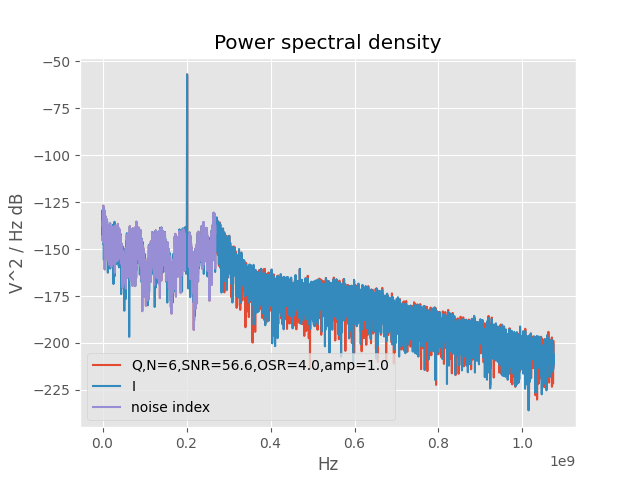 Power spectral density
V^2 / Hz dB
−50
−75
−100
−125
−150
−175
−200
−225
Q,N=6,SNR=56.6,OSR=4.0,amp=1.0
I
noise index
0.0 0.2 0.4 0.6 0.8 1.0
1e9
Hz